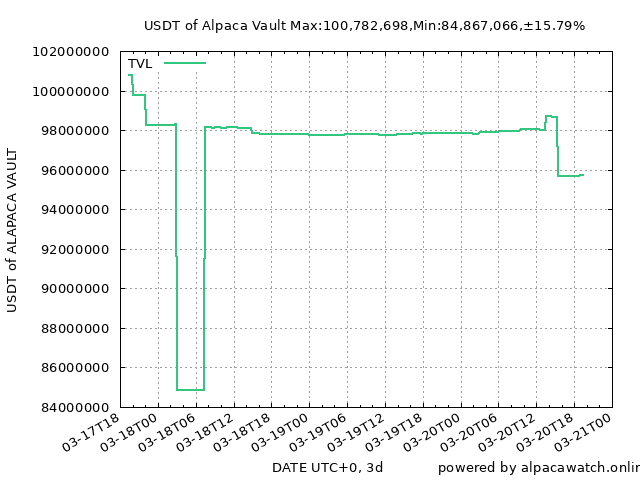 USDT of Alpaca Vault Max:100,782,698,Min:84,867,066,±15.79%
TVL
102000000
100000000
98000000
96000000
94000000
92000000
90000000
88000000
86000000
84000000
USDT of ALAPACA VAULT
03-17T18
03-18T00
03-18T06
03-18T12
03-18T18
03-19T00
03-19T06
03-19T12
03-19T18
03-20T00
03-20T06
03-20T12
03-20T18
03-21T00
DATE UTC+0, 3d
powered by alpacawatch.onlin